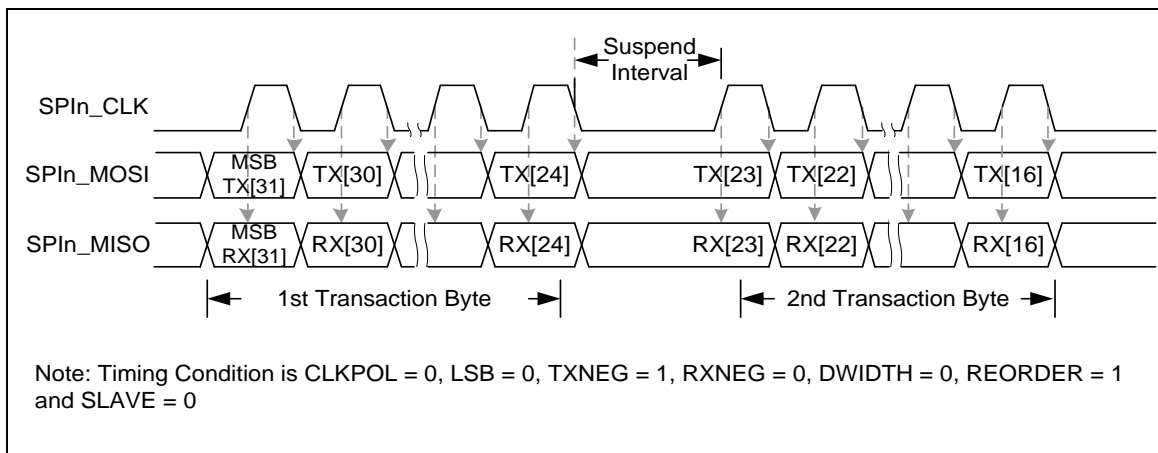 Suspend
Interval
SPIn_CLK
SPIn_MOSI
MSB
TX[31]
TX[30]
TX[24]
TX[23]
TX[22]
TX[16]
SPIn_MISO
MSB
RX[31]
RX[30]
RX[24]
RX[23]
RX[22]
RX[16]
1st Transaction Byte
2nd Transaction Byte
Note: Timing Condition is CLKPOL = 0, LSB = 0, TXNEG = 1, RXNEG = 0, DWIDTH = 0, REORDER = 1
and SLAVE = 0